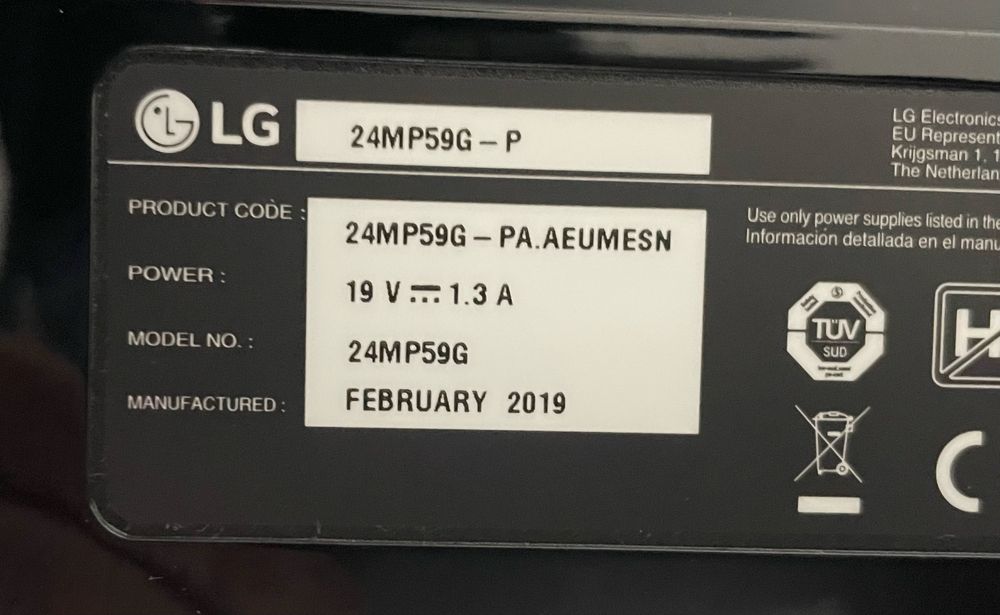 LG 24MP59G – P
LG Electronics
EU Represent
Krijgsman 1, 1
The Netherlan
PRODUCT CODE : 24MP59G – PA.AEUMESN
POWER : 19 V ⎓ 1.3 A
MODEL NO. : 24MP59G
MANUFACTURED : FEBRUARY 2019
Use only power supplies listed in the
Información detallada en el manu
TÜV
SUD
H
CE